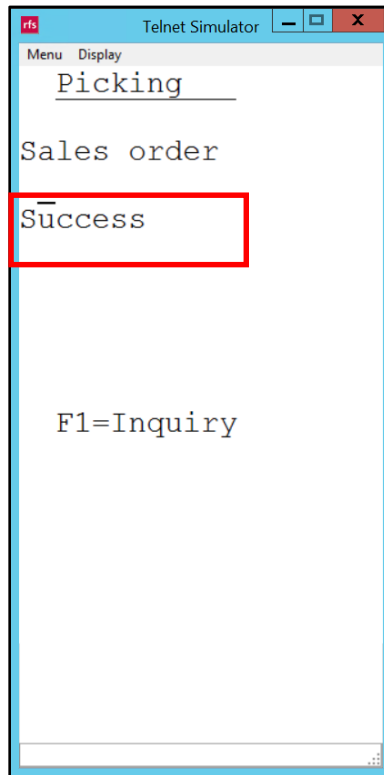 rfs Telnet Simulator
Menu Display
Picking
Sales order
Success
F1=Inquiry